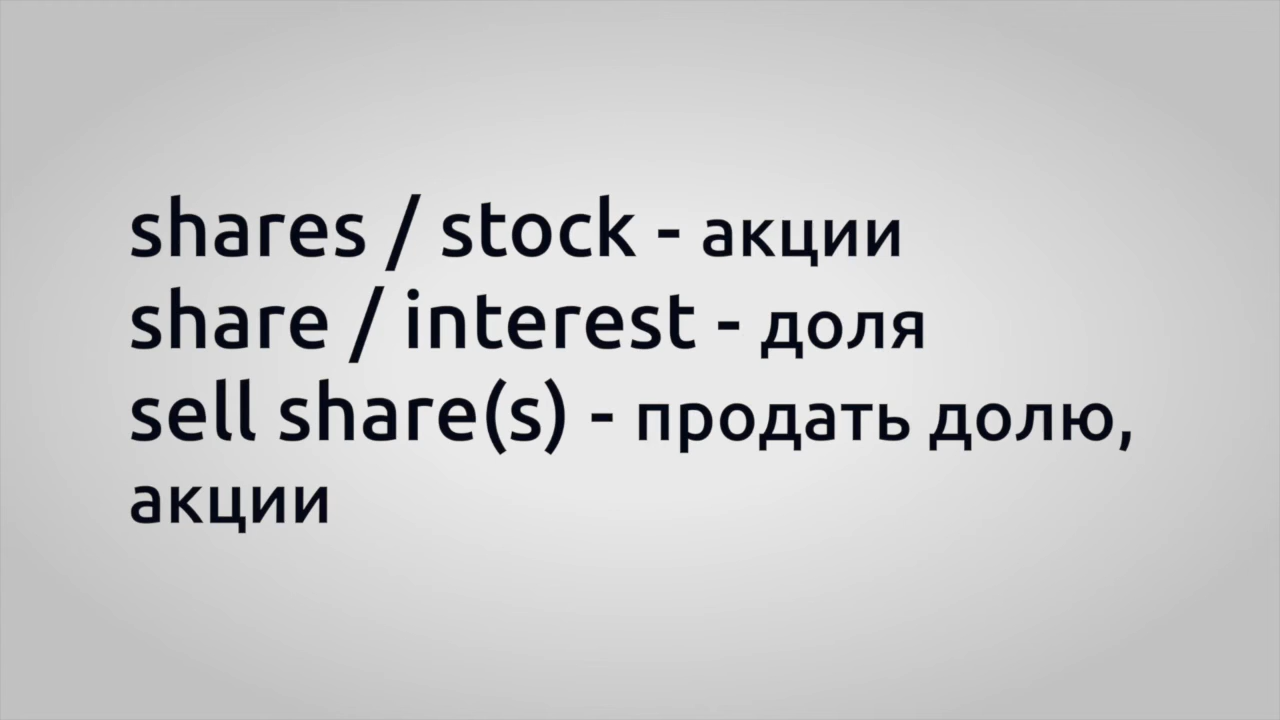 shares / stock - акции
share / interest - доля
sell share(s) - продать долю,
акции